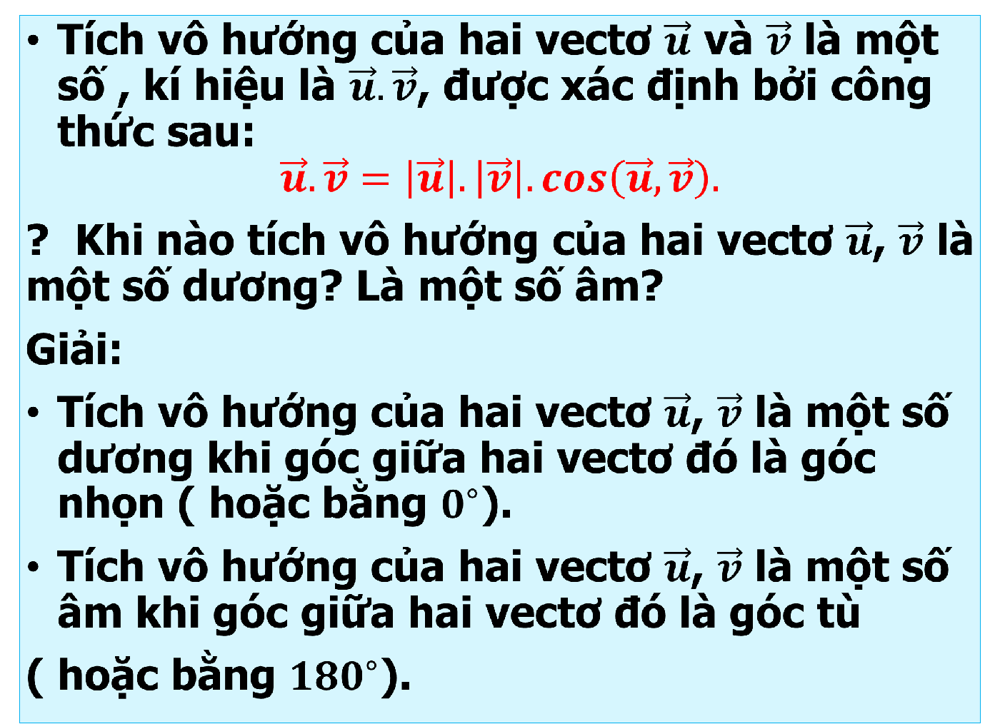 • Tích vô hướng của hai vectơ $\vec{u}$ và $\vec{v}$ là một
số , kí hiệu là $\vec{u}.\vec{v}$, được xác định bởi công
thức sau:
$\vec{u}.\vec{v} = |\vec{u}|.|\vec{v}|.cos(\vec{u},\vec{v}).$
? Khi nào tích vô hướng của hai vectơ $\vec{u}$, $\vec{v}$ là
một số dương? Là một số âm?
Giải:
• Tích vô hướng của hai vectơ $\vec{u}$, $\vec{v}$ là một số
dương khi góc giữa hai vectơ đó là góc
nhọn ( hoặc bằng 0°).
• Tích vô hướng của hai vectơ $\vec{u}$, $\vec{v}$ là một số
âm khi góc giữa hai vectơ đó là góc tù
( hoặc bằng 180°).